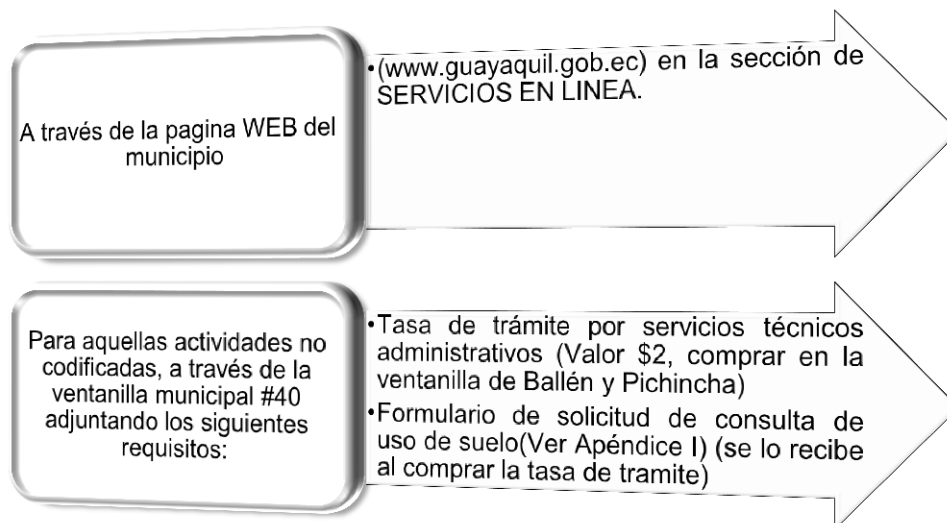 A través de la pagina WEB del
municipio
•(www.guayaquil.gob.ec) en la sección de
SERVICIOS EN LINEA.
Para aquellas actividades no
codificadas, a través de la
ventanilla municipal #40
adjuntando los siguientes
requisitos:
•Tasa de trámite por servicios técnicos
administrativos (Valor $2, comprar en la
ventanilla de Ballén y Pichincha)
•Formulario de solicitud de consulta de
uso de suelo(Ver Apéndice I) (se lo recibe
al comprar la tasa de tramite)